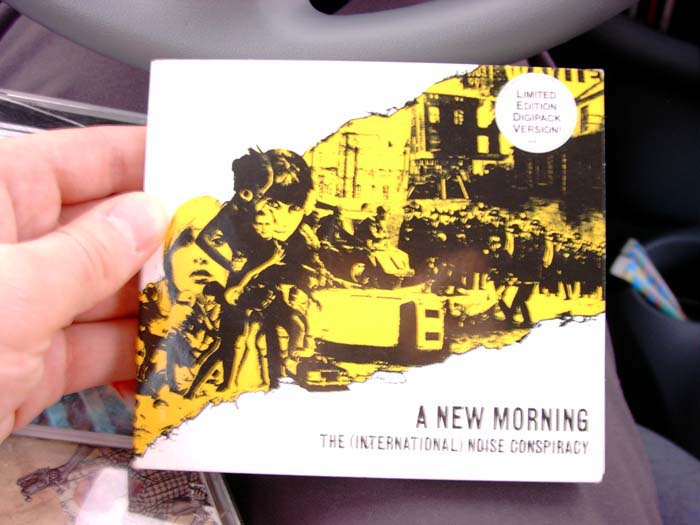 LIMITED
EDITION
DIGIPACK
VERSION!
A NEW MORNING
THE (INTERNATIONAL) NOISE CONSPIRACY